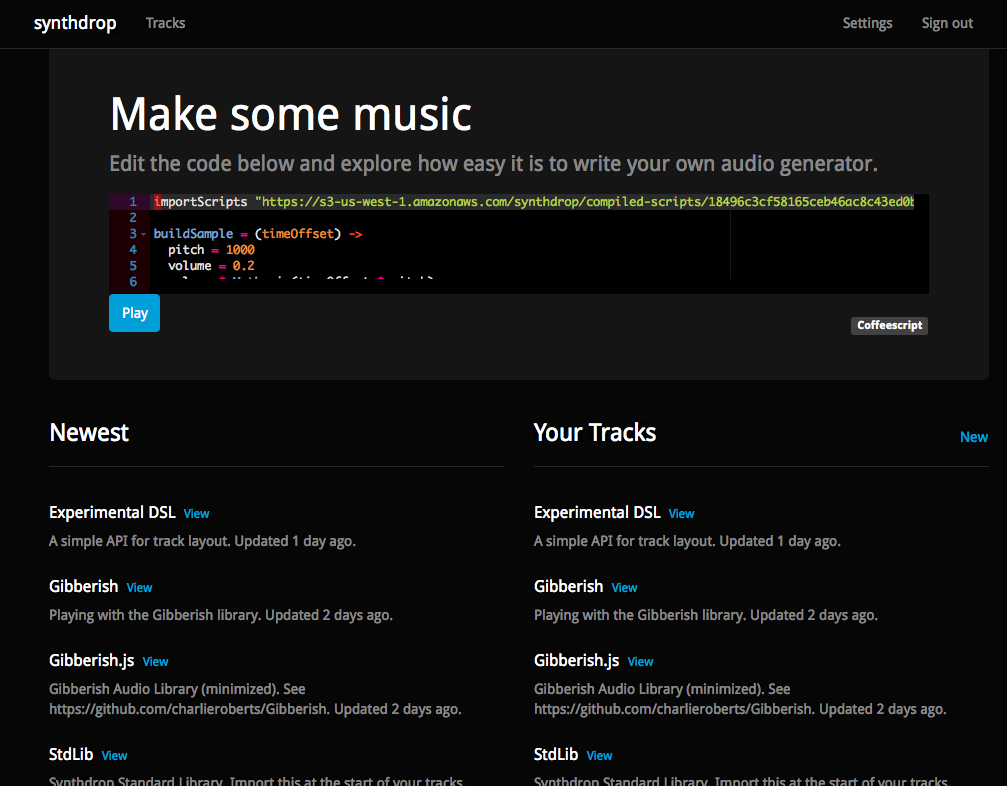 synthdrop Tracks Settings Sign out
Make some music
Edit the code below and explore how easy it is to write your own audio generator.
1 importScripts "https://s3-us-west-1.amazonaws.com/synthdrop/compiled-scripts/18496c3cf58165ceb46ac8c43ed0b
2
3 buildSample = (timeOffset) ->
4 pitch = 1000
5 volume = 0.2
6
Play
Coffeescript
Newest
Experimental DSL View
A simple API for track layout. Updated 1 day ago.
Gibberish View
Playing with the Gibberish library. Updated 2 days ago.
Gibberish.js View
Gibberish Audio Library (minimized). See
https://github.com/charlieroberts/Gibberish. Updated 2 days ago.
StdLib View
Synthdrop Standard Library. Import this at the start of your tracks.
Your Tracks New
Experimental DSL View
A simple API for track layout. Updated 1 day ago.
Gibberish View
Playing with the Gibberish library. Updated 2 days ago.
Gibberish.js View
Gibberish Audio Library (minimized). See
https://github.com/charlieroberts/Gibberish. Updated 2 days ago.
StdLib View
Synthdrop Standard Library. Import this at the start of your tracks.